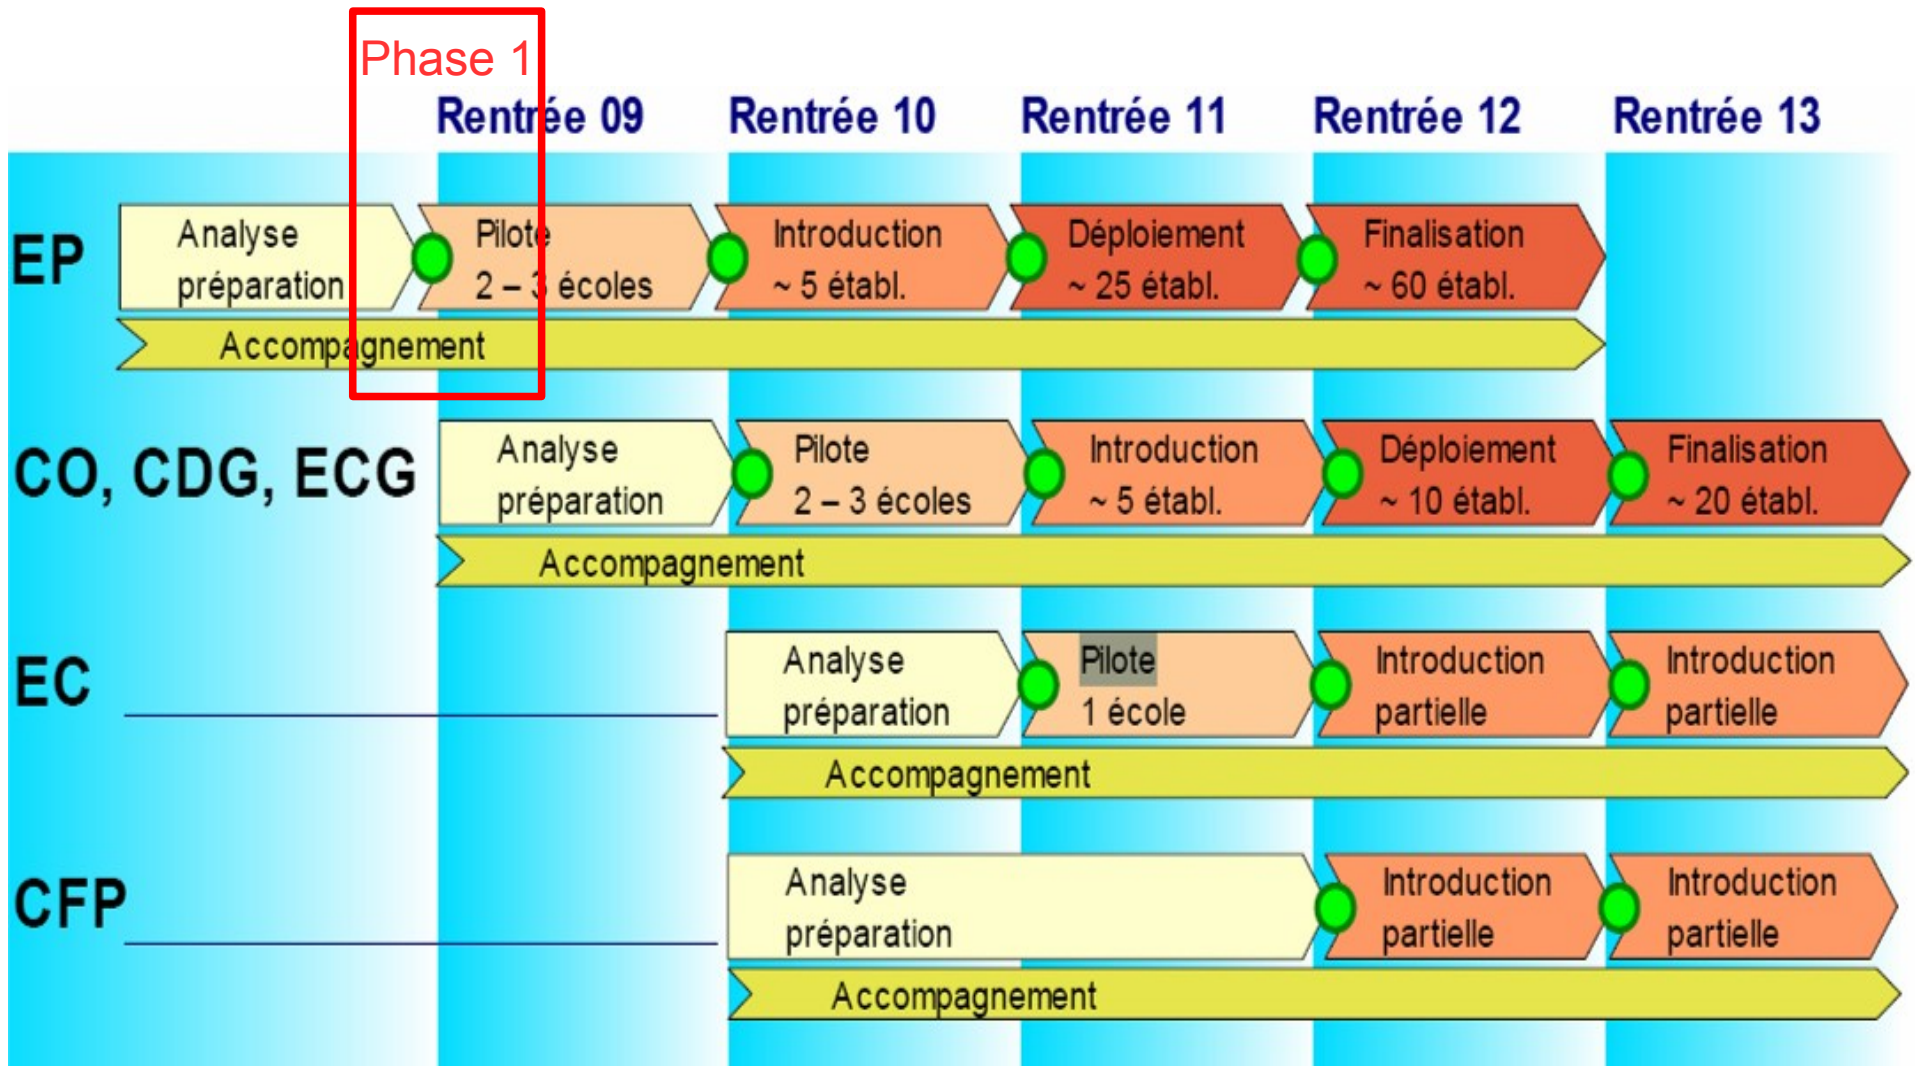 Phase 1
Rentrée 09
Rentrée 10
Rentrée 11
Rentrée 12
Rentrée 13
EP
Analyse
préparation
Pilote
2 – 3 écoles
Introduction
~ 5 établ.
Déploiement
~ 25 établ.
Finalisation
~ 60 établ.
Accompagnement
CO, CDG, ECG
Analyse
préparation
Pilote
2 – 3 écoles
Introduction
~ 5 établ.
Déploiement
~ 10 établ.
Finalisation
~ 20 établ.
Accompagnement
EC
Analyse
préparation
Pilote
1 école
Introduction
partielle
Introduction
partielle
Accompagnement
CFP
Analyse
préparation
Introduction
partielle
Introduction
partielle
Accompagnement